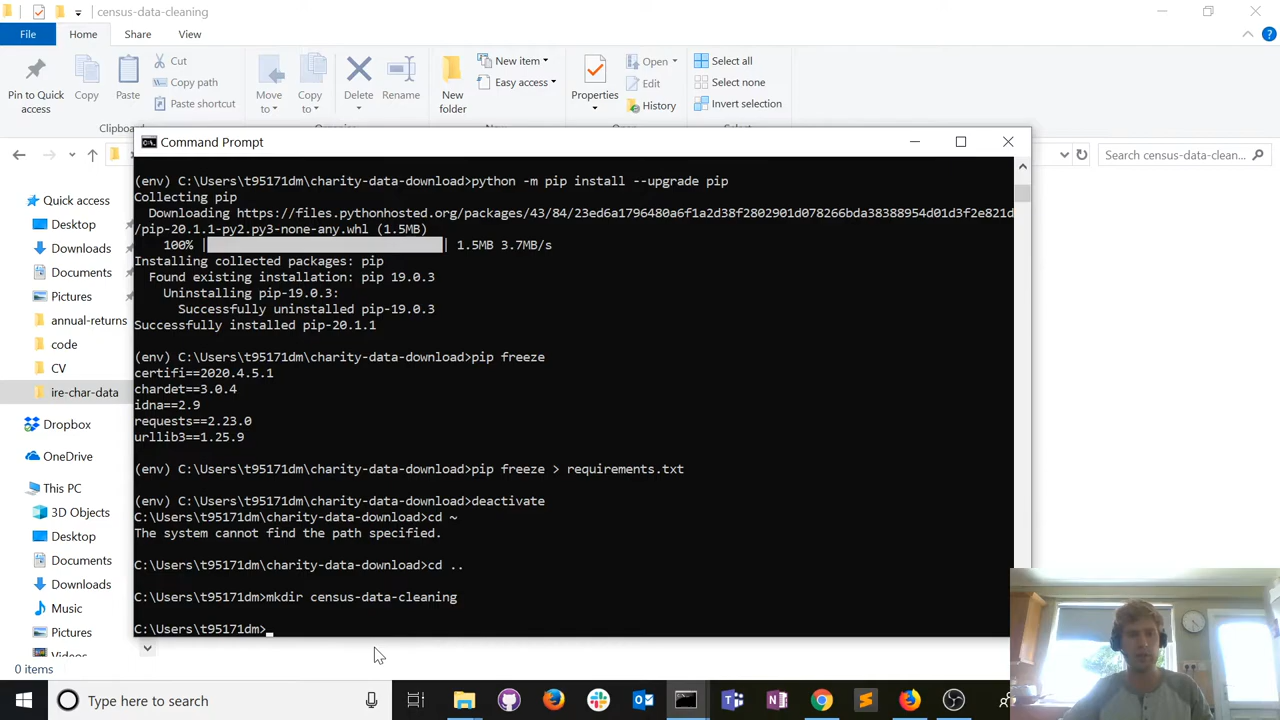 census-data-cleaning
File Home Share View
Pin to Quick access
Copy
Paste
Cut
Copy path
Paste shortcut
Move to
Copy to
Delete
Rename
New folder
New item
Easy access
Properties
Open
Edit
History
Select all
Select none
Invert selection
Search census-data-clean...
Quick access
Desktop
Downloads
Documents
Pictures
annual-returns
code
CV
ire-char-data
Dropbox
OneDrive
This PC
3D Objects
Desktop
Documents
Downloads
Music
Pictures
0 items
Command Prompt
(env) C:\Users\t95171dm\charity-data-download>python -m pip install --upgrade pip
Collecting pip
Downloading https://files.pythonhosted.org/packages/43/84/23ed6a1796480a6f1a2d38f2802901d078266bda38388954d01d3f2e821d
/pip-20.1.1-py2.py3-none-any.whl (1.5MB)
100% | | 1.5MB 3.7MB/s
Installing collected packages: pip
Found existing installation: pip 19.0.3
Uninstalling pip-19.0.3:
Successfully uninstalled pip-19.0.3
Successfully installed pip-20.1.1
(env) C:\Users\t95171dm\charity-data-download>pip freeze
certifi==2020.4.5.1
chardet==3.0.4
idna==2.9
requests==2.23.0
urllib3==1.25.9
(env) C:\Users\t95171dm\charity-data-download>pip freeze > requirements.txt
(env) C:\Users\t95171dm\charity-data-download>deactivate
C:\Users\t95171dm\charity-data-download>cd ~
The system cannot find the path specified.
C:\Users\t95171dm\charity-data-download>cd ..
C:\Users\t95171dm>mkdir census-data-cleaning
C:\Users\t95171dm>
Type here to search